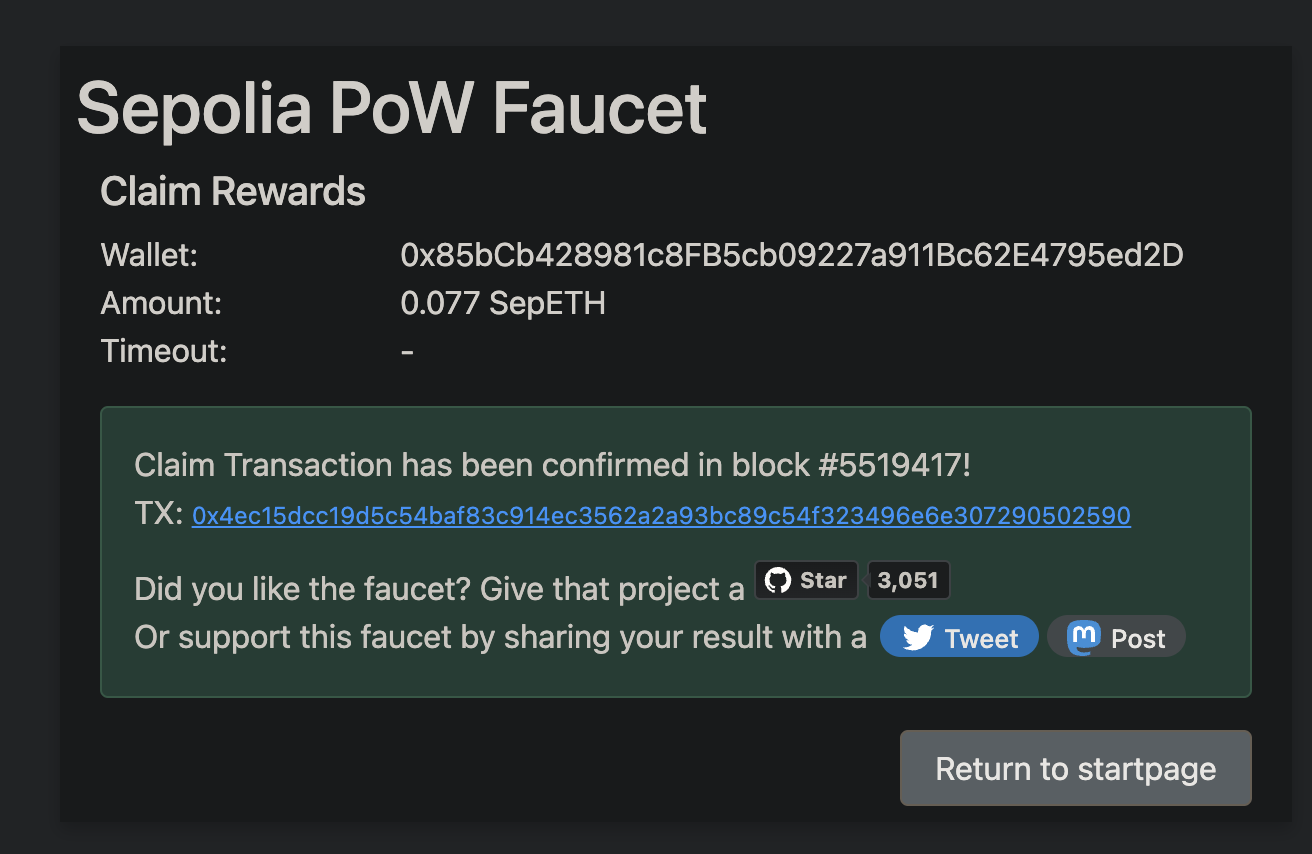 Sepolia PoW Faucet
Claim Rewards
Wallet: 0x85bCb428981c8FB5cb09227a911Bc62E4795ed2D
Amount: 0.077 SepETH
Timeout: -
Claim Transaction has been confirmed in block #5519417!
TX: 0x4ec15dcc19d5c54baf83c914ec3562a2a93bc89c54f323496e6e307290502590
Did you like the faucet? Give that project a Star 3,051
Or support this faucet by sharing your result with a Tweet Post
Return to startpage